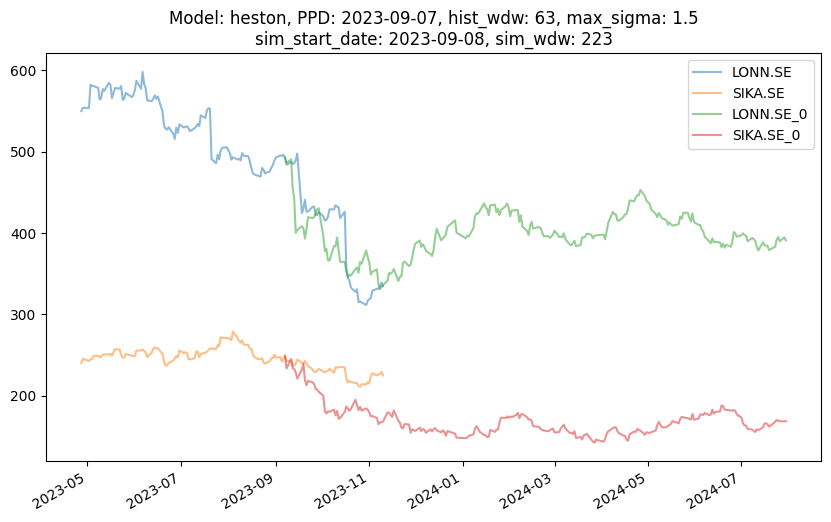 Model: heston, PPD: 2023-09-07, hist_wdw: 63, max_sigma: 1.5
sim_start_date: 2023-09-08, sim_wdw: 223
LONN.SE
SIKA.SE
LONN.SE_0
SIKA.SE_0
600
500
400
300
200
2023-05
2023-07
2023-09
2023-11
2024-01
2024-03
2024-05
2024-07